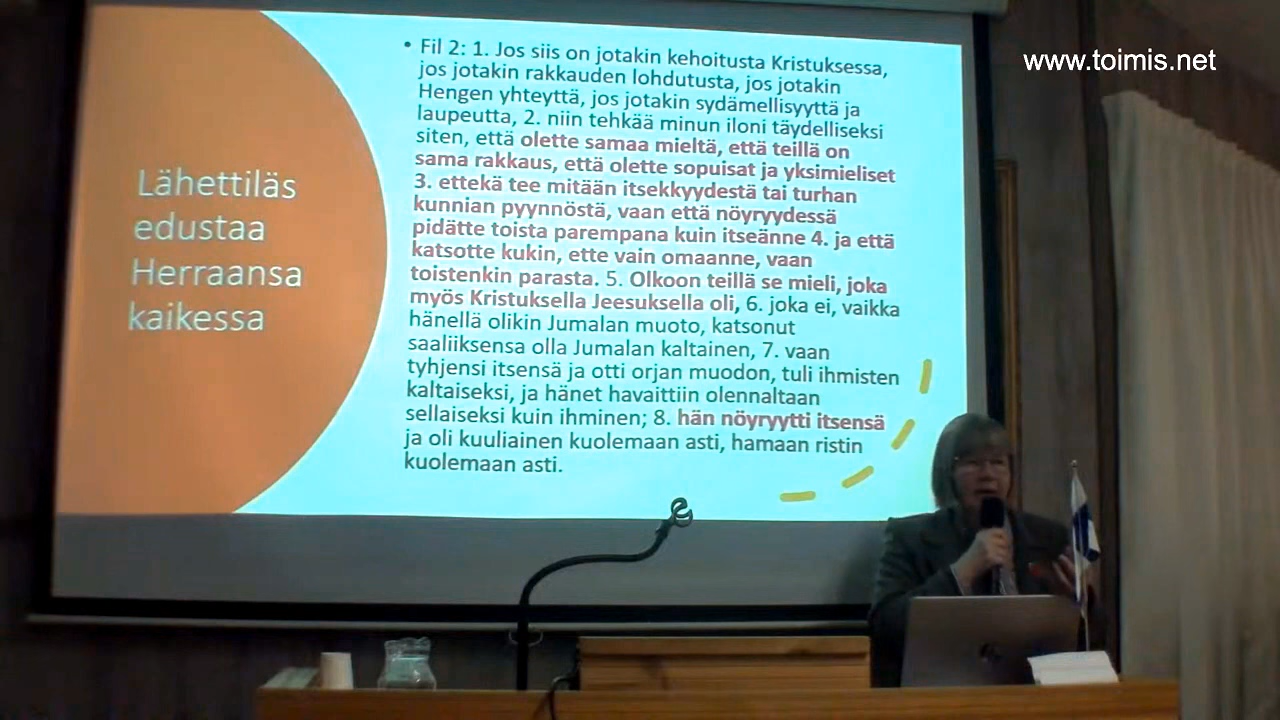 www.toimis.net
Lähettiläs
edustaa
Herraansa
kaikessa
• Fil 2: 1. Jos siis on jotakin kehoitusta Kristuksessa,
jos jotakin rakkauden lohdutusta, jos jotakin
Hengen yhteyttä, jos jotakin sydämellisyyttä ja
laupeutta, 2. niin tehkää minun iloni täydelliseksi
siten, että olette samaa mieltä, että teillä on
sama rakkaus, että olette sopuisat ja yksimieliset
3. ettekä tee mitään itsekkyydestä tai turhan
kunnian pyynnöstä, vaan että nöyryydessä
pidätte toista parempana kuin itseänne 4. ja että
katsotte kukin, ette vain omaanne, vaan
toistenkin parasta. 5. Olkoon teillä se mieli, joka
myös Kristuksella Jeesuksella oli, 6. joka ei, vaikka
hänellä olikin Jumalan muoto, katsonut
saaliiksensa olla Jumalan kaltainen, 7. vaan
tyhjensi itsensä ja otti orjan muodon, tuli ihmisten
kaltaiseksi, ja hänet havaittiin olennaltaan
sellaiseksi kuin ihminen; 8. hän nöyryytti itsensä
ja oli kuuliainen kuolemaan asti, hamaan ristin
kuolemaan asti.